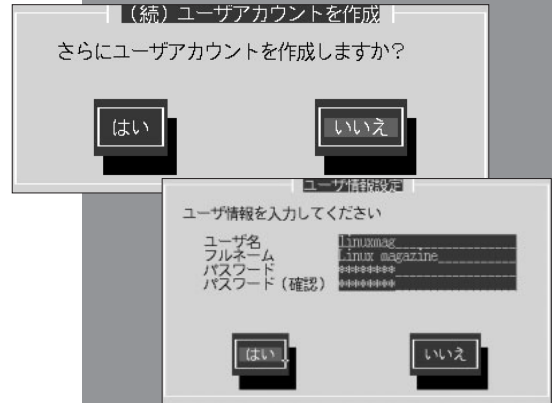 （続）ユーザアカウントを作成
さらにユーザアカウントを作成しますか？
はい
いいえ
ユーザ情報設定
ユーザ情報を入力してください
ユーザ名 linuxmag
フルネーム Linux magazine
パスワード ********
パスワード（確認） ********
はい
いいえ